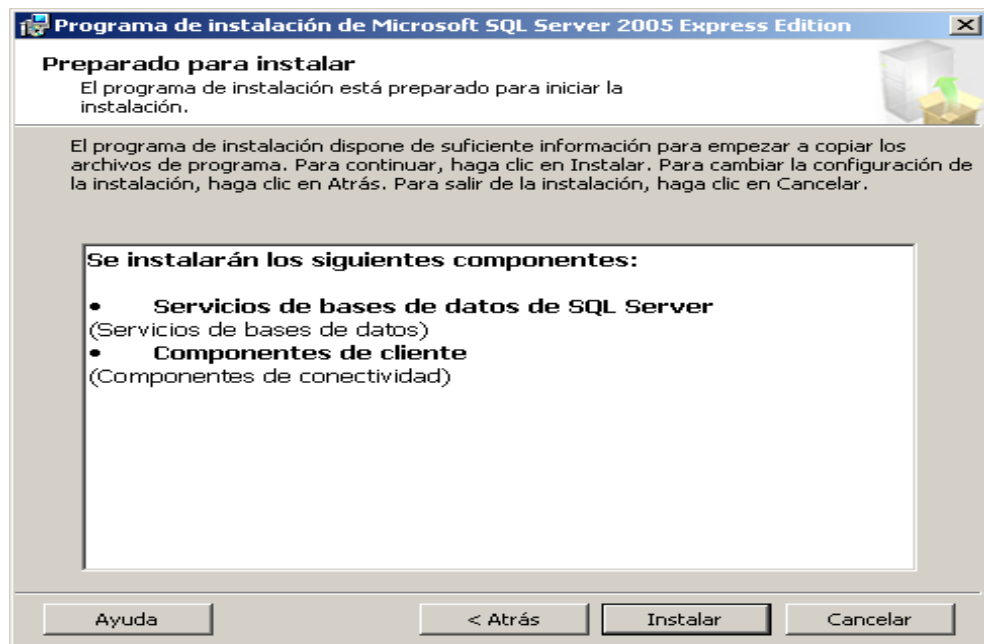 Programa de instalación de Microsoft SQL Server 2005 Express Edition
Preparado para instalar
El programa de instalación está preparado para iniciar la
instalación.
El programa de instalación dispone de suficiente información para empezar a copiar los
archivos de programa. Para continuar, haga clic en Instalar. Para cambiar la configuración de
la instalación, haga clic en Atrás. Para salir de la instalación, haga clic en Cancelar.
Se instalarán los siguientes componentes:
• Servicios de bases de datos de SQL Server
(Servicios de bases de datos)
• Componentes de cliente
(Componentes de conectividad)
Ayuda < Atrás Instalar Cancelar